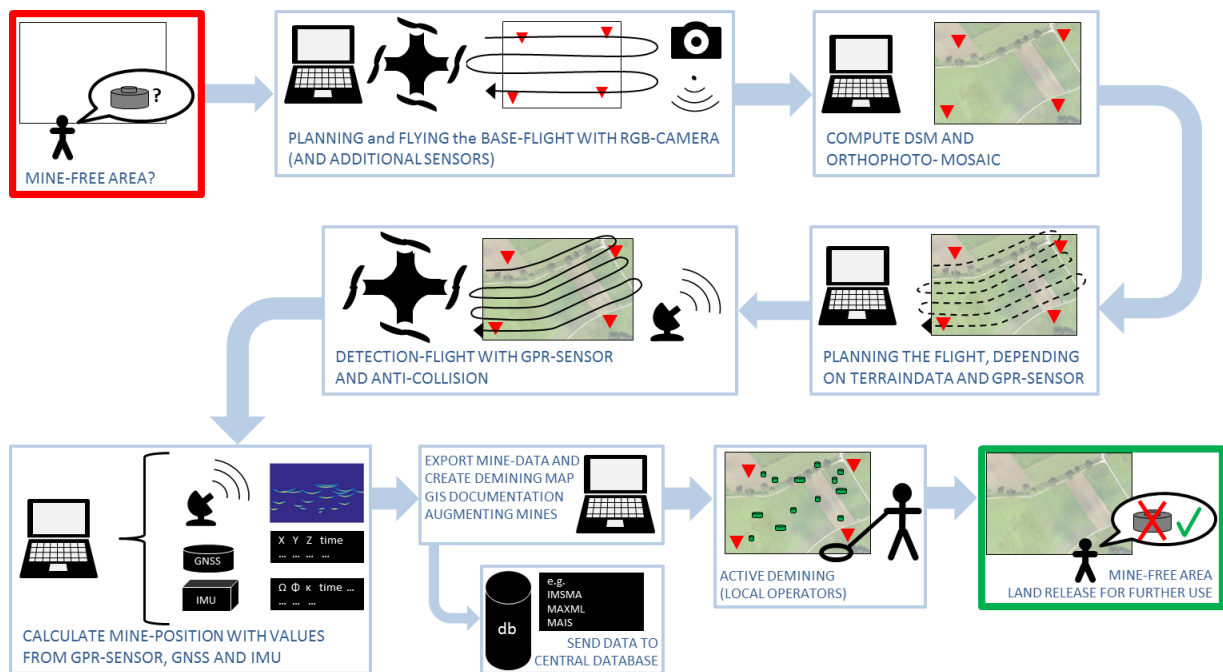 ?
MINE-FREE AREA?
PLANNING and FLYING the BASE-FLIGHT WITH RGB-CAMERA
(AND ADDITIONAL SENSORS)
COMPUTE DSM AND
ORTHOPHOTO- MOSAIC
PLANNING THE FLIGHT, DEPENDING
ON TERRAINDATA AND GPR-SENSOR
DETECTION-FLIGHT WITH GPR-SENSOR
AND ANTI-COLLISION
GNSS
IMU
X Y Z time
... ... ... ...
Ω Φ κ time ...
... ... ...
CALCULATE MINE-POSITION WITH VALUES
FROM GPR-SENSOR, GNSS AND IMU
EXPORT MINE-DATA AND
CREATE DEMINING MAP
GIS DOCUMENTATION
AUGMENTING MINES
db
e.g.
IMSMA
MAXML
MAIS
SEND DATA TO
CENTRAL DATABASE
ACTIVE DEMINING
(LOCAL OPERATORS)
MINE-FREE AREA
LAND RELEASE FOR FURTHER USE